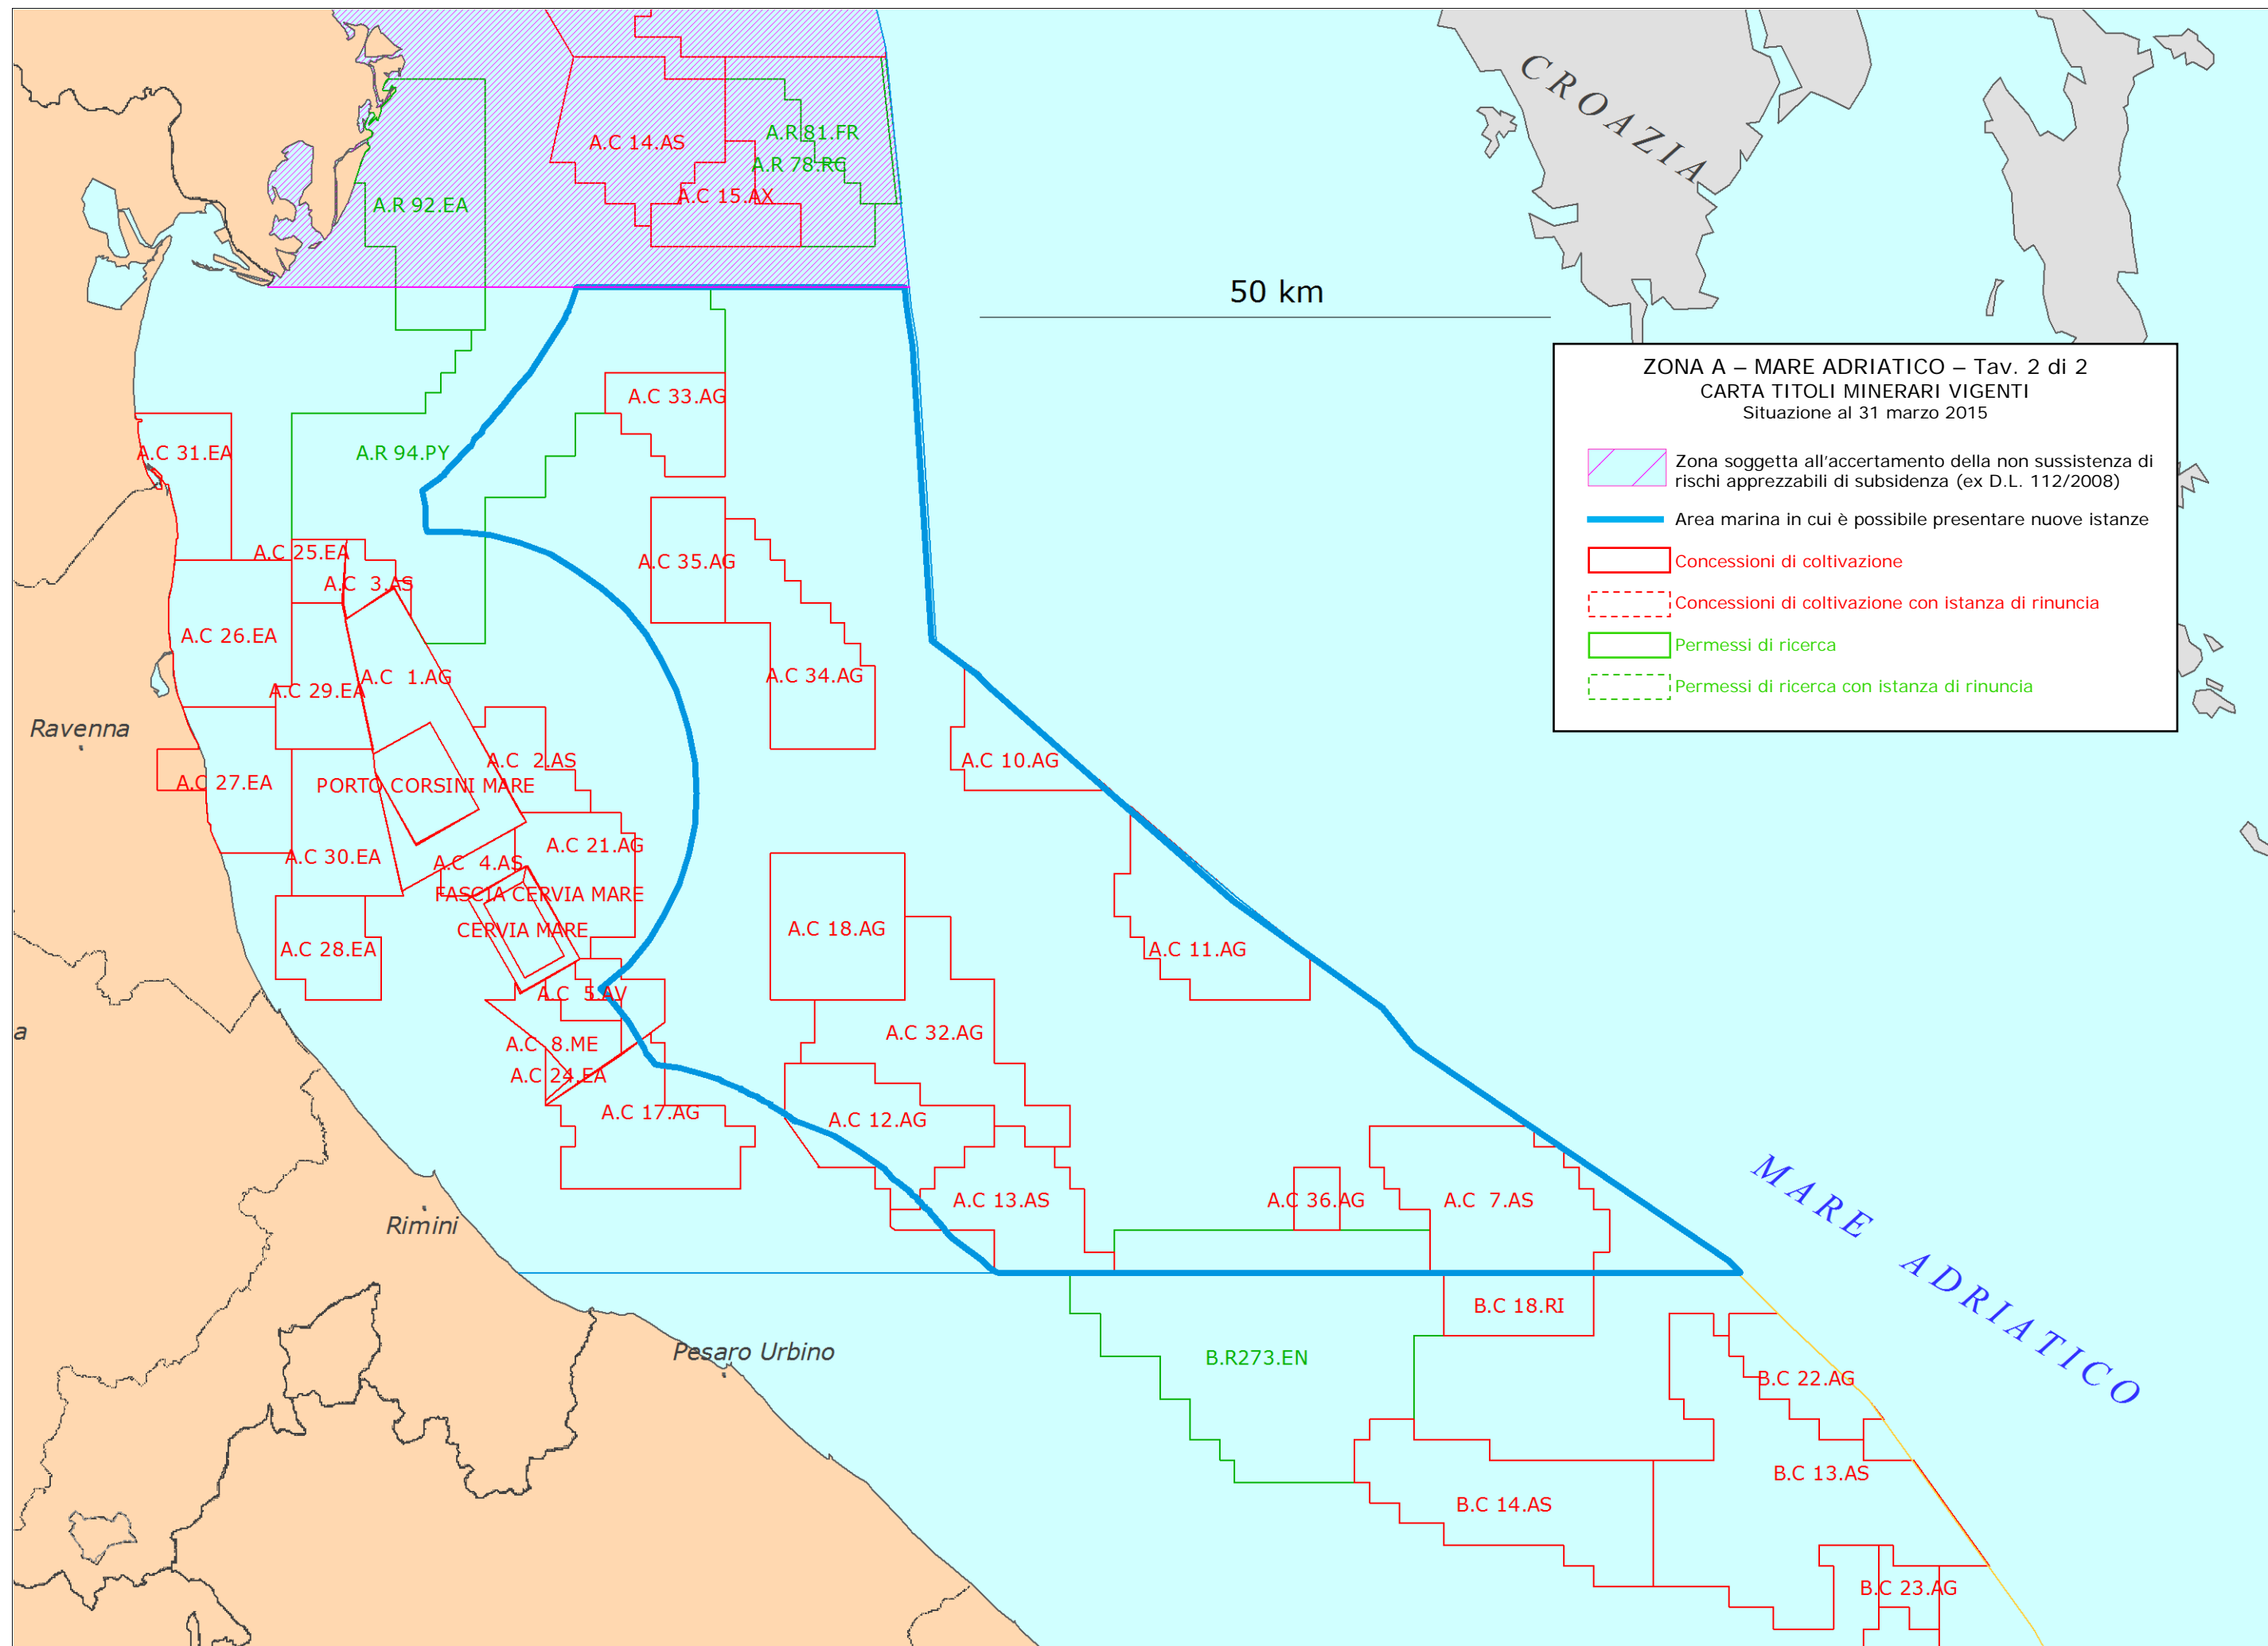 CROAZIA
A.R 81.FR
A.C 14.AS
A.R 78.RG
A.C 15.AX
A.R 92.EA
50 km
ZONA A – MARE ADRIATICO – Tav. 2 di 2
CARTA TITOLI MINERARI VIGENTI
Situazione al 31 marzo 2015
Zona soggetta all'accertamento della non sussistenza di
rischi apprezzabili di subsidenza (ex D.L. 112/2008)
Area marina in cui è possibile presentare nuove istanze
Concessioni di coltivazione
Concessioni di coltivazione con istanza di rinuncia
Permessi di ricerca
Permessi di ricerca con istanza di rinuncia
A.C 33.AG
A.C 31.EA
A.R 94.PY
A.C 25.EA
A.C 35.AG
A.C 3.AS
A.C 26.EA
A.C 1.AG
A.C 34.AG
A.C 29.EA
Ravenna
A.C 2.AS
A.C 10.AG
A.C 27.EA
PORTO CORSINI MARE
A.C 21.AG
A.C 30.EA
A.C 4.AS
FASCIA CERVIA MARE
CERVIA MARE
A.C 18.AG
A.C 28.EA
A.C 11.AG
A.C 5.AV
a
A.C 32.AG
A.C 8.ME
A.C 24.EA
A.C 17.AG
A.C 12.AG
A.C 13.AS
A.C 36.AG
A.C 7.AS
MARE ADRIATICO
Rimini
B.C 18.RI
Pesaro Urbino
B.R273.EN
B.C 22.AG
B.C 13.AS
B.C 14.AS
B.C 23.AG